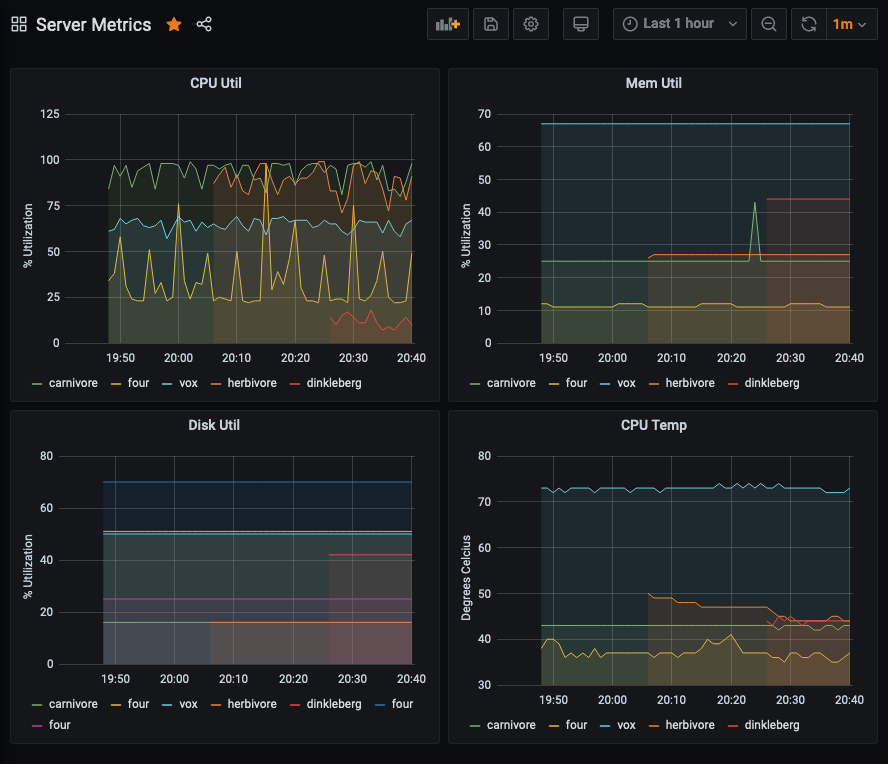 Server Metrics
Last 1 hour
1m
CPU Util
% Utilization
125
100
75
50
25
0
19:50 20:00 20:10 20:20 20:30 20:40
carnivore four vox herbivore dinkleberg
Mem Util
% Utilization
70
60
50
40
30
20
10
0
19:50 20:00 20:10 20:20 20:30 20:40
carnivore four vox herbivore dinkleberg
Disk Util
% Utilization
80
60
40
20
0
19:50 20:00 20:10 20:20 20:30 20:40
carnivore four vox herbivore dinkleberg four
four
CPU Temp
Degrees Celcius
80
70
60
50
40
30
19:50 20:00 20:10 20:20 20:30 20:40
carnivore four vox herbivore dinkleberg